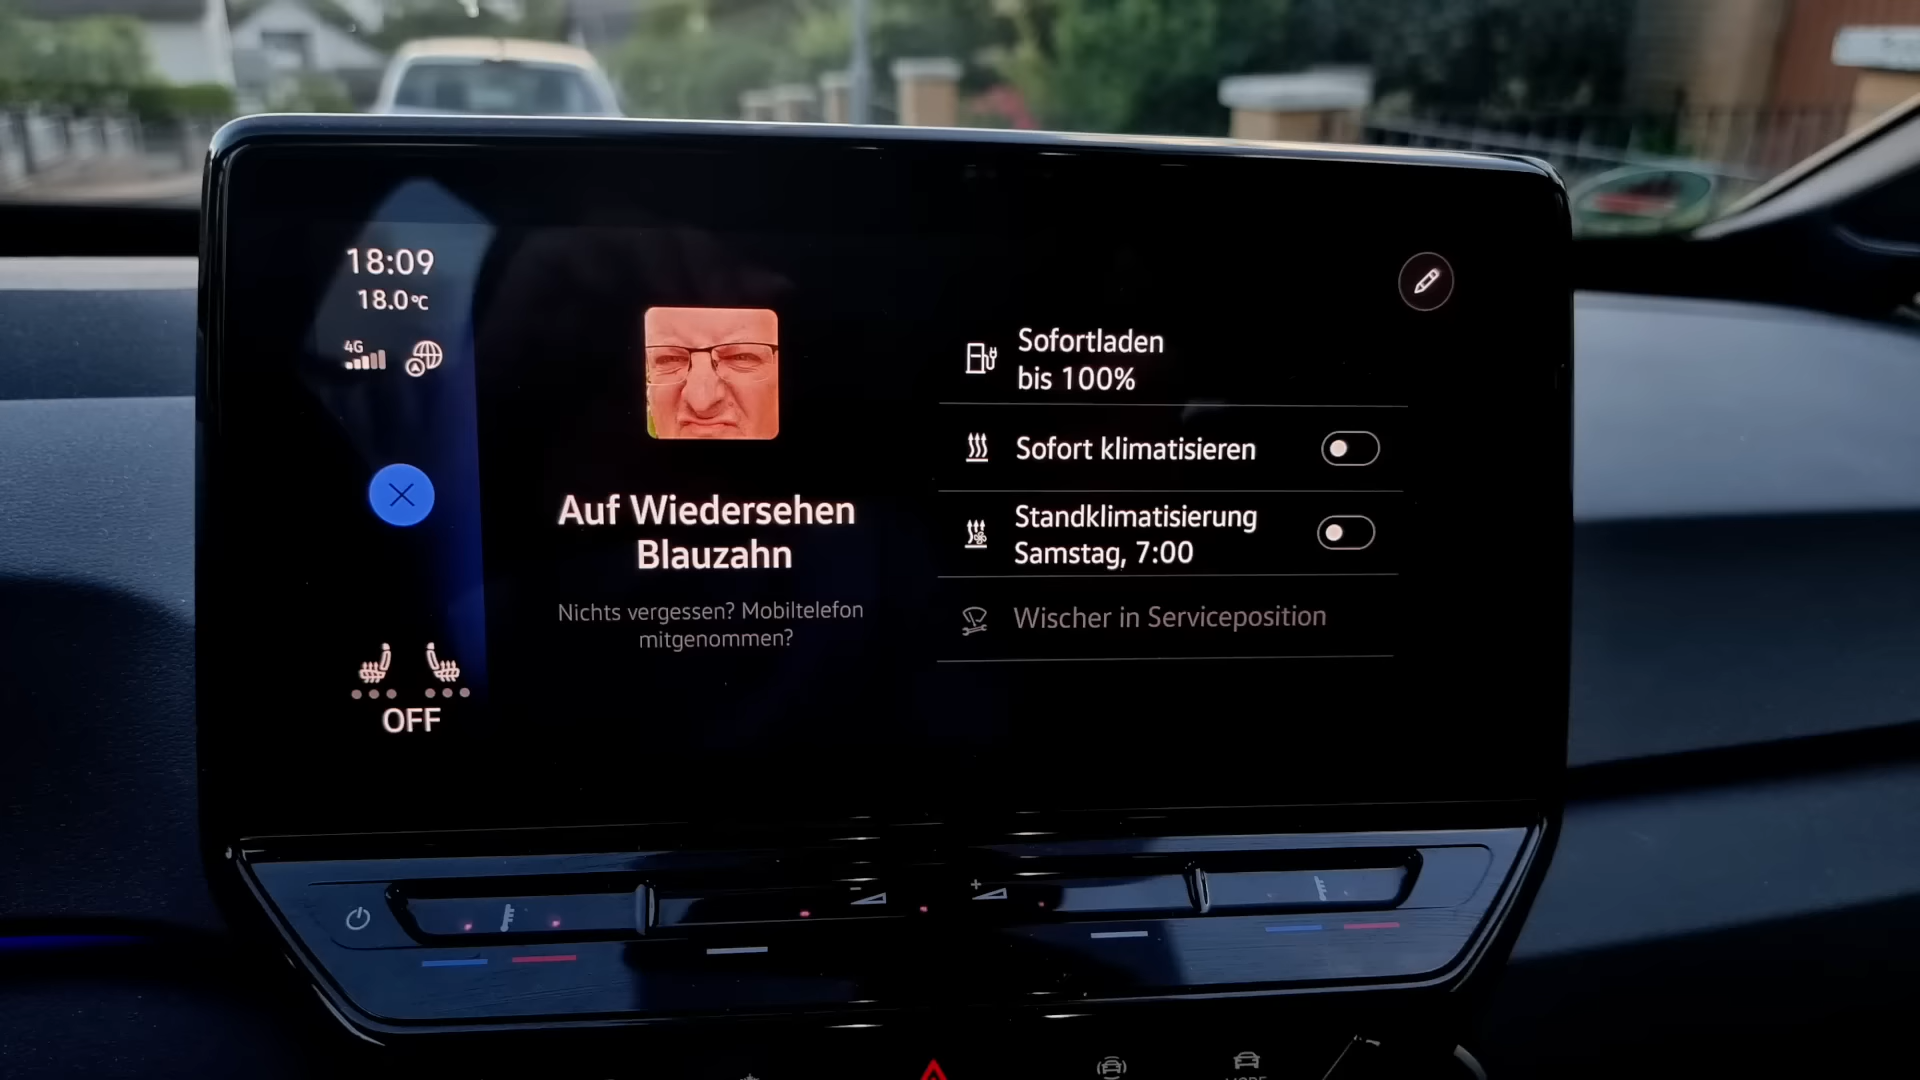 18:09
18.0°C
4G
OFF
Auf Wiedersehen
Blauzahn
Nichts vergessen? Mobiltelefon
mitgenommen?
Sofortladen
bis 100%
Sofort klimatisieren
Standklimatisierung
Samstag, 7:00
Wischer in Serviceposition
- +